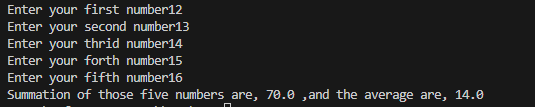 Enter your first number12
Enter your second number13
Enter your thrid number14
Enter your forth number15
Enter your fifth number16
Summation of those five numbers are, 70.0 ,and the average are, 14.0